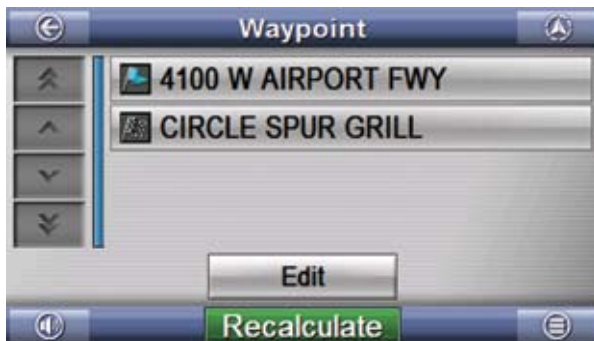 Waypoint
4100 W AIRPORT FWY
CIRCLE SPUR GRILL
Edit
Recalculate